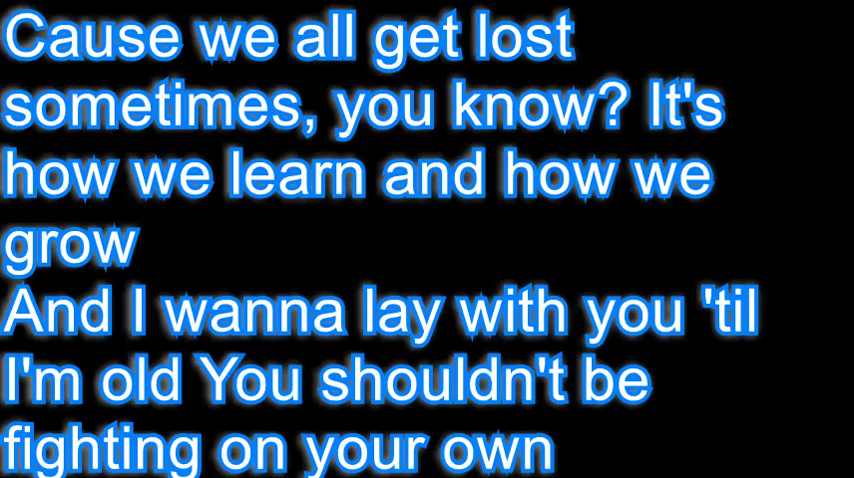 Cause we all get lost
sometimes, you know? It's
how we learn and how we
grow
And I wanna lay with you 'til
I'm old You shouldn't be
fighting on your own